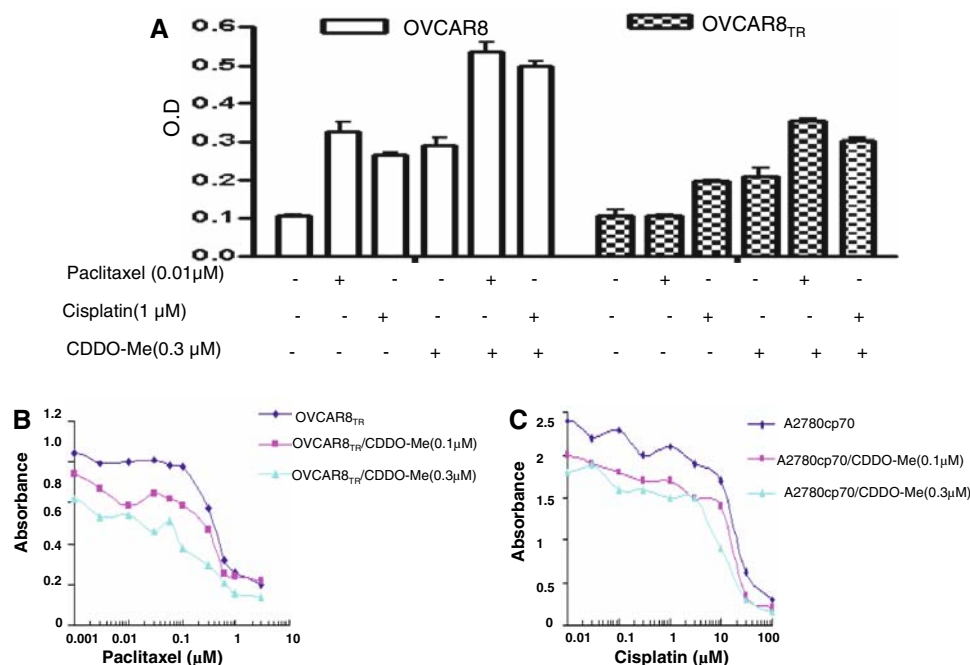 A
OVCAR8
OVCAR8TR
O.D
0.6
0.5
0.4
0.3
0.2
0.1
0.0
Paclitaxel (0.01μM) - + - - + - - + - - + -
Cisplatin(1 μM) - - + - - + - - + - - +
CDDO-Me(0.3 μM) - - - + + + - - - + + +
B
Absorbance
1.2
1.0
0.8
0.6
0.4
0.2
0
0.001 0.01 0.1 1 10
Paclitaxel (μM)
OVCAR8TR
OVCAR8TR/CDDO-Me(0.1μM)
OVCAR8TR/CDDO-Me(0.3μM)
C
Absorbance
2.5
2
1.5
1
0.5
0
0.01 0.1 1 10 100
Cisplatin (μM)
A2780cp70
A2780cp70/CDDO-Me(0.1μM)
A2780cp70/CDDO-Me(0.3μM)